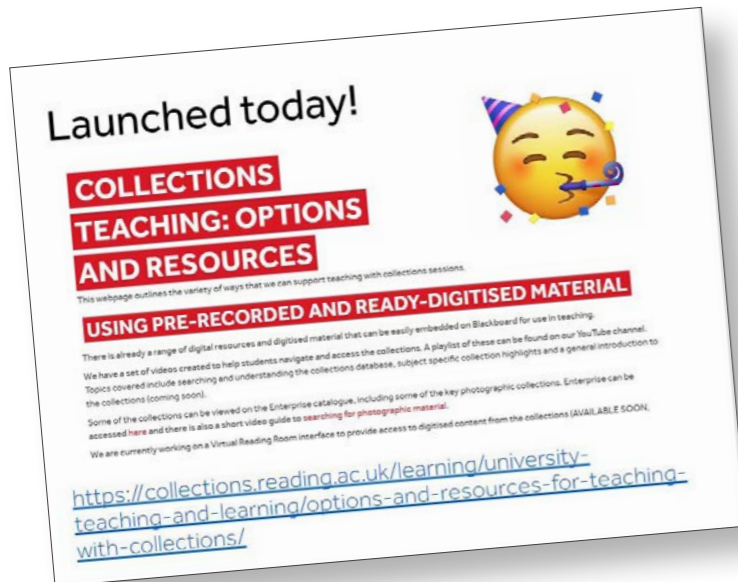 Launched today!
COLLECTIONS
TEACHING: OPTIONS
AND RESOURCES
This webpage outlines the variety of ways that we can support teaching with collections sessions.
USING PRE-RECORDED AND READY-DIGITISED MATERIAL
There is already a range of digital resources and digitised material that can be easily embedded on Blackboard for use in teaching.
We have a set of videos created to help students navigate and access the collections. A playlist of these can be found on our YouTube channel.
Topics covered include searching and understanding the collections database, subject specific collection highlights and a general introduction to
the collections (coming soon).
Some of the collections can be viewed on the Enterprise catalogue, including some of the key photographic collections. Enterprise can be
accessed here and there is also a short video guide to searching for photographic material.
We are currently working on a Virtual Reading Room interface to provide access to digitised content from the collections (AVAILABLE SOON,
https://collections.reading.ac.uk/learning/university-
teaching-and-learning/options-and-resources-for-teaching-
with-collections/